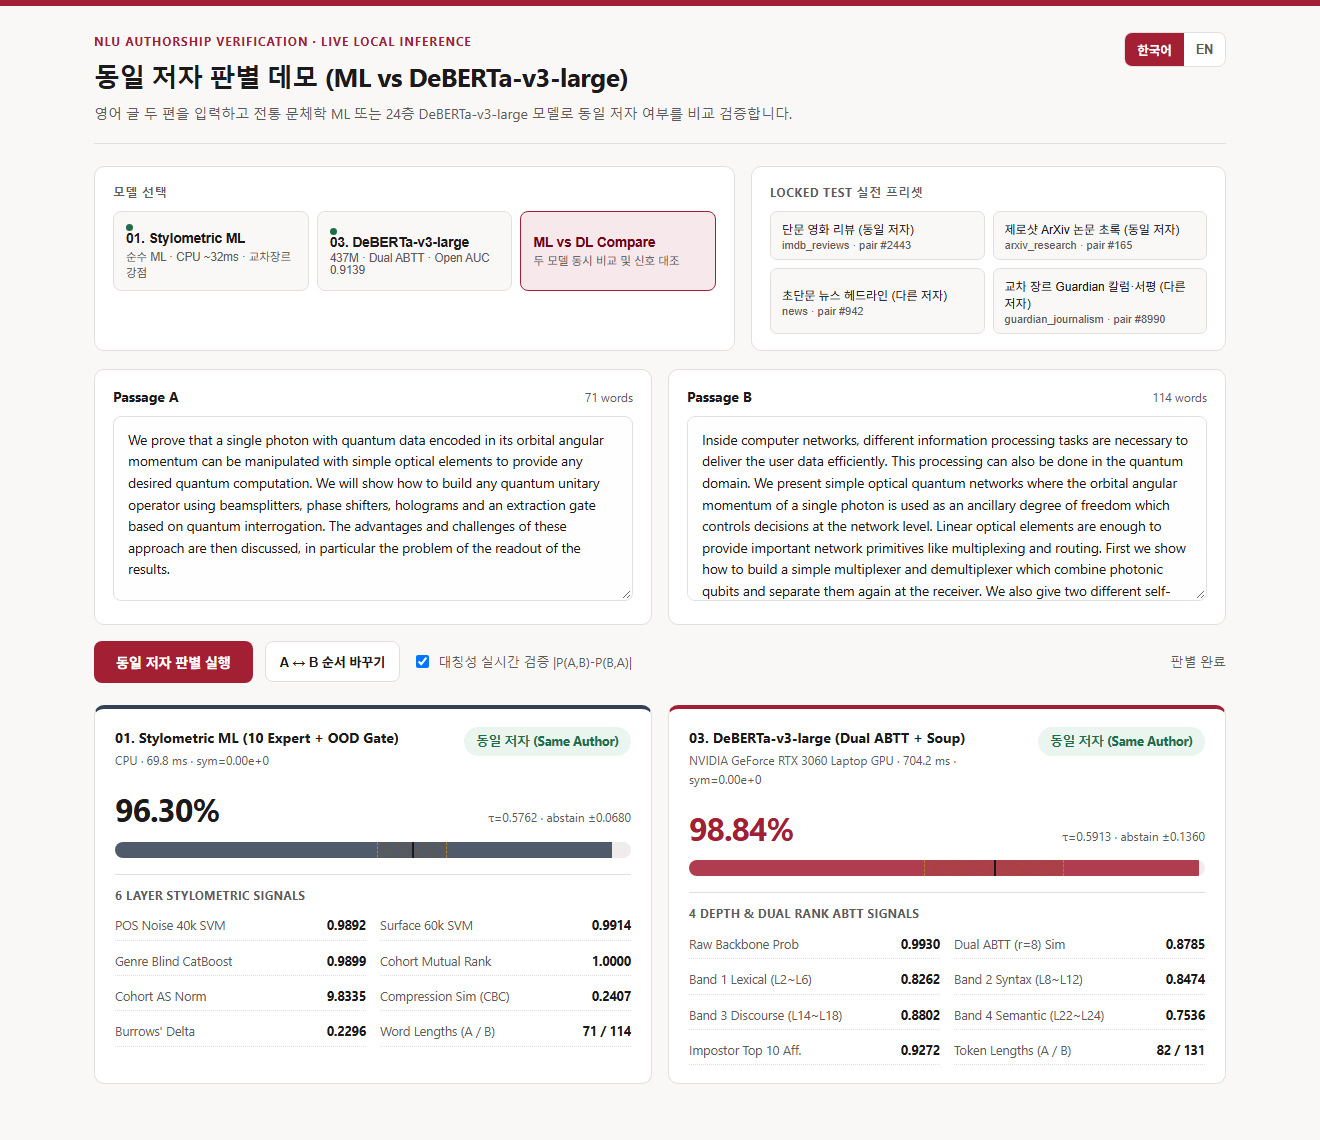 NLU AUTHORSHIP VERIFICATION · LIVE LOCAL INFERENCE
한국어
EN
동일 저자 판별 데모 (ML vs DeBERTa-v3-large)
영어 글 두 편을 입력하고 전통 문체학 ML 또는 24층 DeBERTa-v3-large 모델로 동일 저자 여부를 비교 검증합니다.
모델 선택
01. Stylometric ML
순수 ML · CPU ~32ms · 교차장르
강점
03. DeBERTa-v3-large
437M · Dual ABTT · Open AUC
0.9139
ML vs DL Compare
두 모델 동시 비교 및 신호 대조
LOCKED TEST 실전 프리셋
단문 영화 리뷰 (동일 저자)
imdb_reviews · pair #2443
제로샷 ArXiv 논문 초록 (동일 저자)
arxiv_research · pair #165
초단문 뉴스 헤드라인 (다른 저자)
news · pair #942
교차 장르 Guardian 칼럼·서평 (다른
저자)
guardian_journalism · pair #8990
Passage A
71 words
We prove that a single photon with quantum data encoded in its orbital angular
momentum can be manipulated with simple optical elements to provide any
desired quantum computation. We will show how to build any quantum unitary
operator using beamsplitters, phase shifters, holograms and an extraction gate
based on quantum interrogation. The advantages and challenges of these
approach are then discussed, in particular the problem of the readout of the
results.
Passage B
114 words
Inside computer networks, different information processing tasks are necessary to
deliver the user data efficiently. This processing can also be done in the quantum
domain. We present simple optical quantum networks where the orbital angular
momentum of a single photon is used as an ancillary degree of freedom which
controls decisions at the network level. Linear optical elements are enough to
provide important network primitives like multiplexing and routing. First we show
how to build a simple multiplexer and demultiplexer which combine photonic
qubits and separate them again at the receiver. We also give two different self-
동일 저자 판별 실행
A ↔ B 순서 바꾸기
대칭성 실시간 검증 |P(A,B)-P(B,A)|
판별 완료
01. Stylometric ML (10 Expert + OOD Gate)
동일 저자 (Same Author)
CPU · 69.8 ms · sym=0.00e+0
96.30%
τ=0.5762 · abstain ±0.0680
6 LAYER STYLOMETRIC SIGNALS
POS Noise 40k SVM 0.9892
Surface 60k SVM 0.9914
Genre Blind CatBoost 0.9899
Cohort Mutual Rank 1.0000
Cohort AS Norm 9.8335
Compression Sim (CBC) 0.2407
Burrows' Delta 0.2296
Word Lengths (A / B) 71 / 114
03. DeBERTa-v3-large (Dual ABTT + Soup)
동일 저자 (Same Author)
NVIDIA GeForce RTX 3060 Laptop GPU · 704.2 ms ·
sym=0.00e+0
98.84%
τ=0.5913 · abstain ±0.1360
4 DEPTH & DUAL RANK ABTT SIGNALS
Raw Backbone Prob 0.9930
Dual ABTT (r=8) Sim 0.8785
Band 1 Lexical (L2~L6) 0.8262
Band 2 Syntax (L8~L12) 0.8474
Band 3 Discourse (L14~L18) 0.8802
Band 4 Semantic (L22~L24) 0.7536
Impostor Top 10 Aff. 0.9272
Token Lengths (A / B) 82 / 131